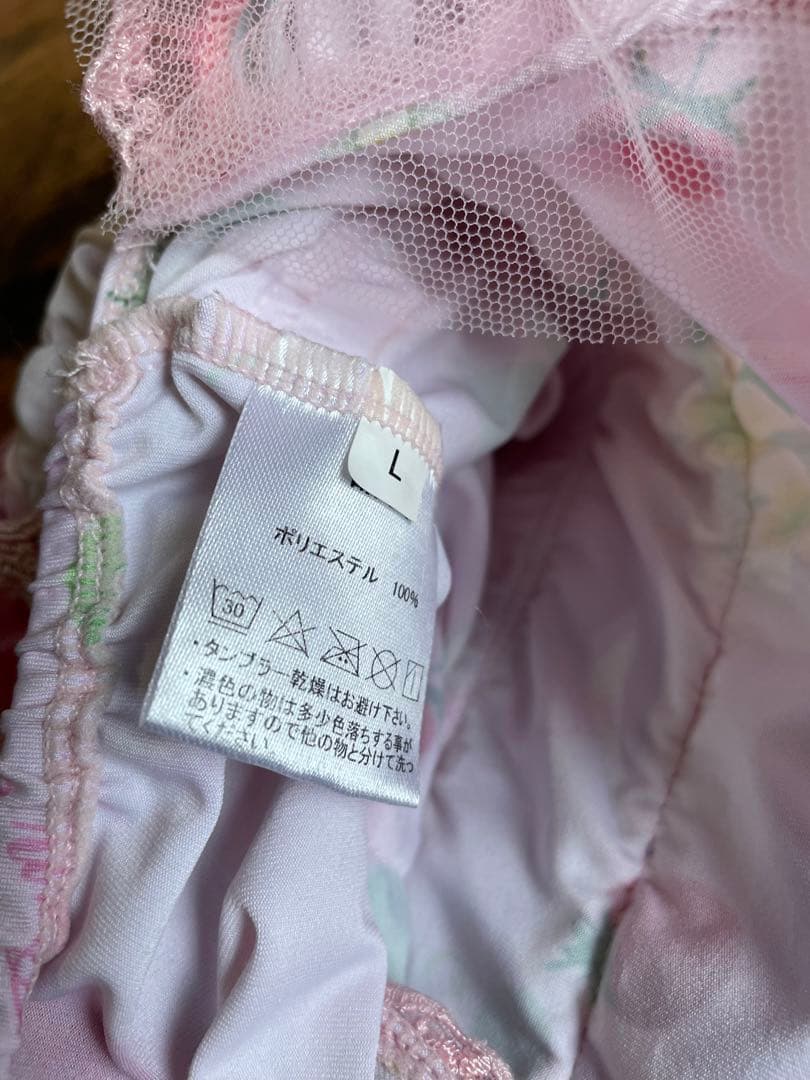 L
ポリエステル 100%
30
・タンブラー乾燥はお避け下さい。
・濃色の物は多少色落ちする事が
ありますので他の物と分けて洗っ
てください